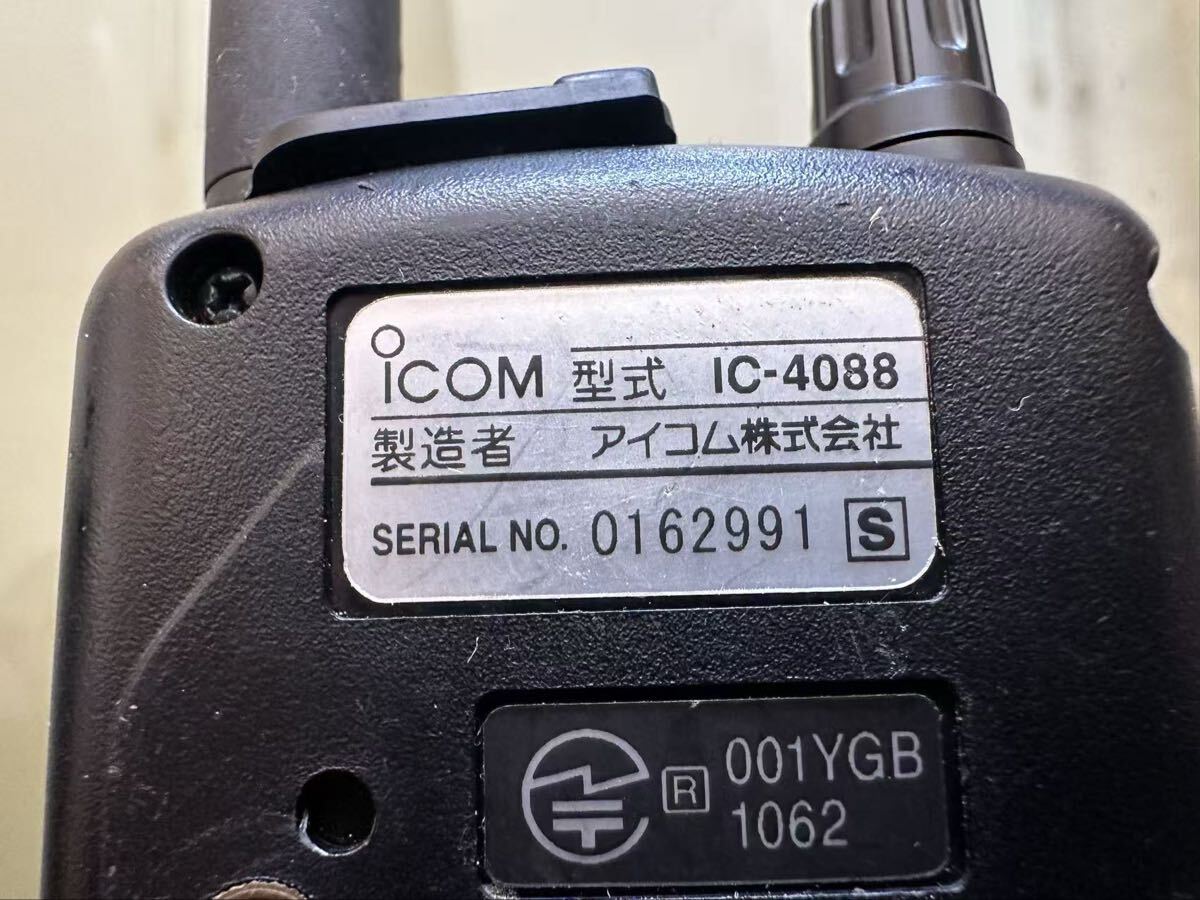 iCOM 型式 IC-4088
製造者 アイコム株式会社
SERIAL NO. 0162991 S
R 001YGB
1062